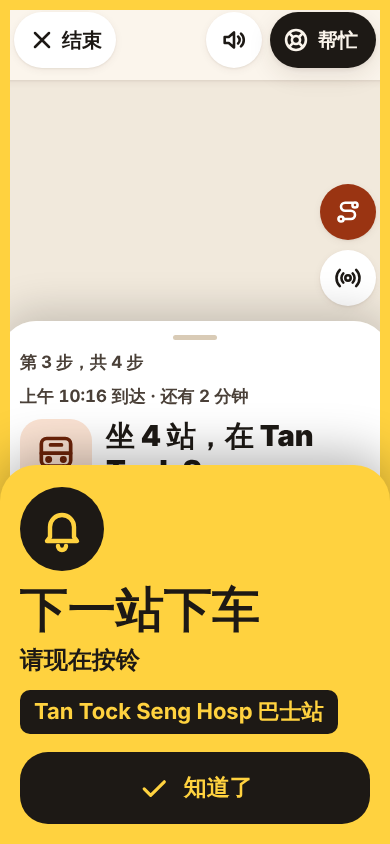 结束
帮忙
第 3 步，共 4 步
上午 10:16 到达 · 还有 2 分钟
坐 4 站，在 Tan
下一站下车
请现在按铃
Tan Tock Seng Hosp 巴士站
知道了